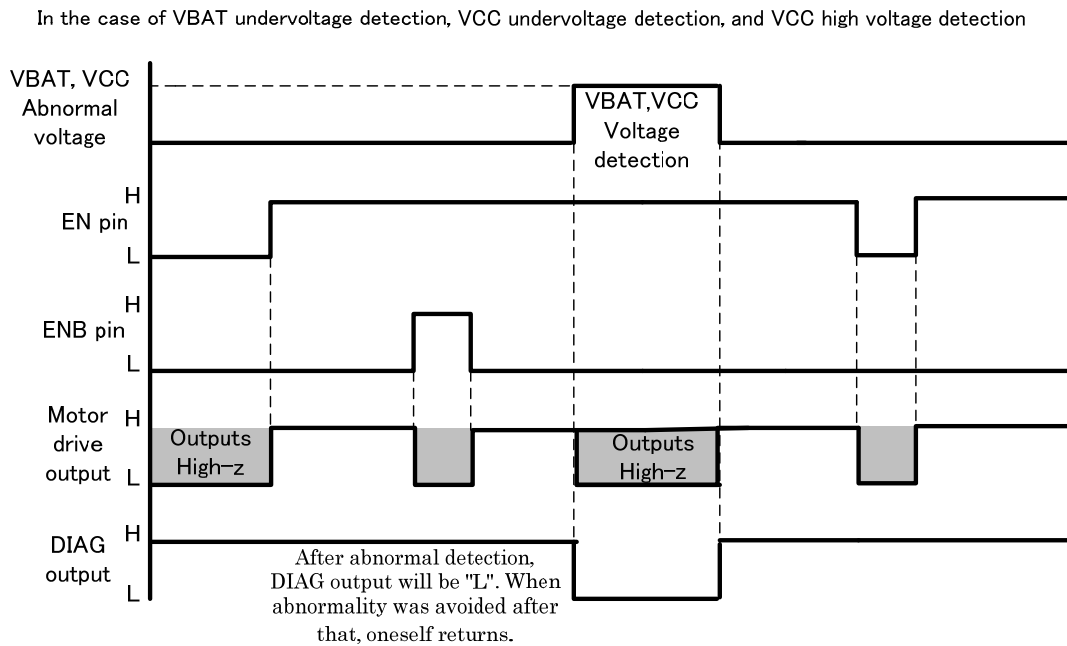 In the case of VBAT undervoltage detection, VCC undervoltage detection, and VCC high voltage detection
VBAT, VCC
Abnormal
voltage
VBAT,VCC
Voltage
detection
H
EN pin
L
H
ENB pin
L
Motor
drive
output
H
L
Outputs
High-z
Outputs
High-z
DIAG
output
H
L
After abnormal detection,
DIAG output will be "L". When
abnormality was avoided after
that, oneself returns.